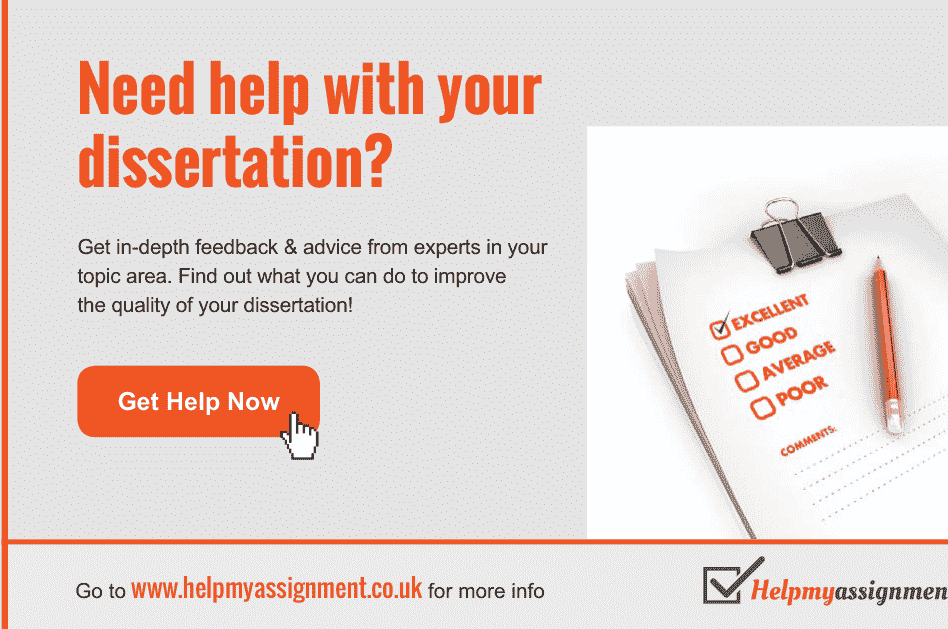 Need help with your
dissertation?
Get in-depth feedback & advice from experts in your
topic area. Find out what you can do to improve
the quality of your dissertation!
Get Help Now
EXCELLENT
GOOD
AVERAGE
POOR
COMMENTS:
Go to www.helpmyassignment.co.uk for more info
Helpmyassignmen